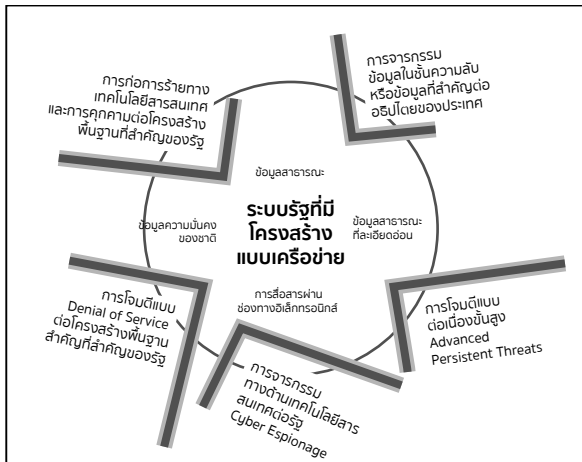 การก่อการร้ายทาง
เทคโนโลยีสารสนเทศ
และการคุกคามต่อโครงสร้าง
พื้นฐานที่สำคัญของรัฐ
การจารกรรม
ข้อมูลในชั้นความลับ
หรือข้อมูลที่สำคัญต่อ
อธิปไตยของประเทศ
ข้อมูลสาธารณะ
ข้อมูลความมั่นคง
ของชาติ
ระบบรัฐที่มี
โครงสร้าง
แบบเครือข่าย
ข้อมูลสาธารณะ
ที่ละเอียดอ่อน
การสื่อสารผ่าน
ช่องทางอิเล็กทรอนิกส์
การโจมตีแบบ
Denial of Service
ต่อโครงสร้างพื้นฐาน
สำคัญที่สำคัญของรัฐ
การจารกรรม
ทางด้านเทคโนโลยีสาร
สนเทศต่อรัฐ
Cyber Espionage
การโจมตีแบบ
ต่อเนื่องขั้นสูง
Advanced
Persistent Threats